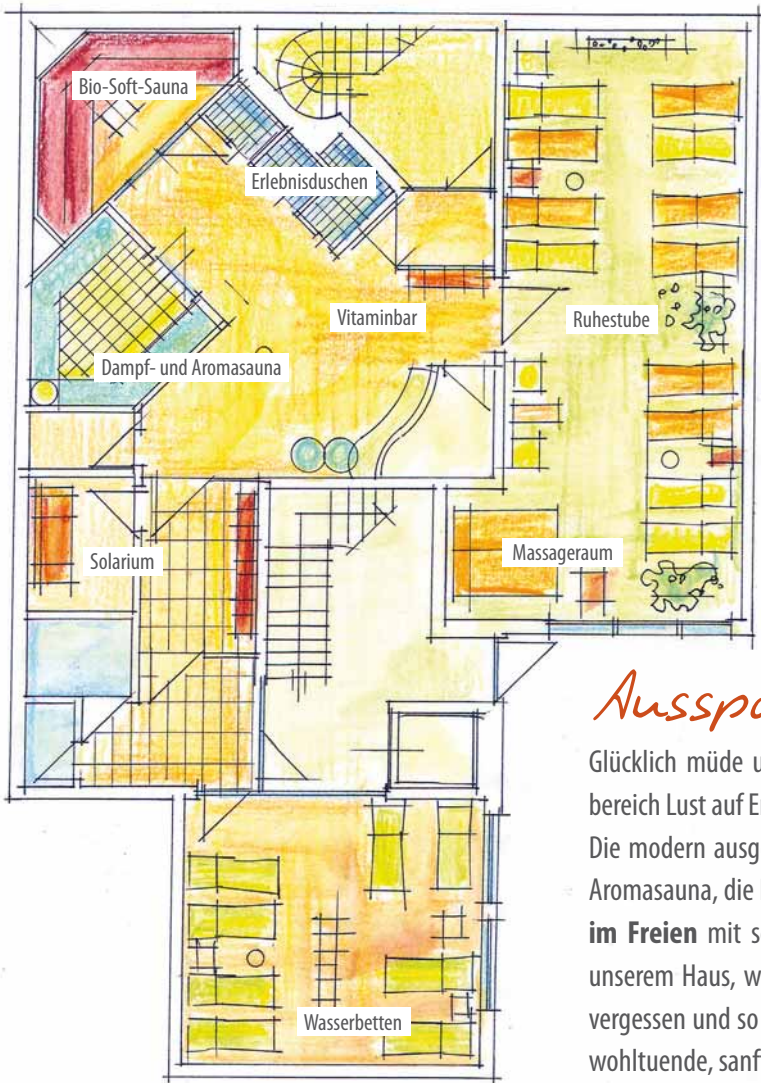 Bio-Soft-Sauna
Erlebnisduschen
Vitaminbar
Ruhestube
Dampf- und Aromasauna
Massageraum
Solarium
Wasserbetten
Ausspa
Glücklich müde u
bereich Lust auf E
Die modern ausg
Aromasauna, die
im Freien mit s
unserem Haus, w
vergessen und so
wohltuende, sanf